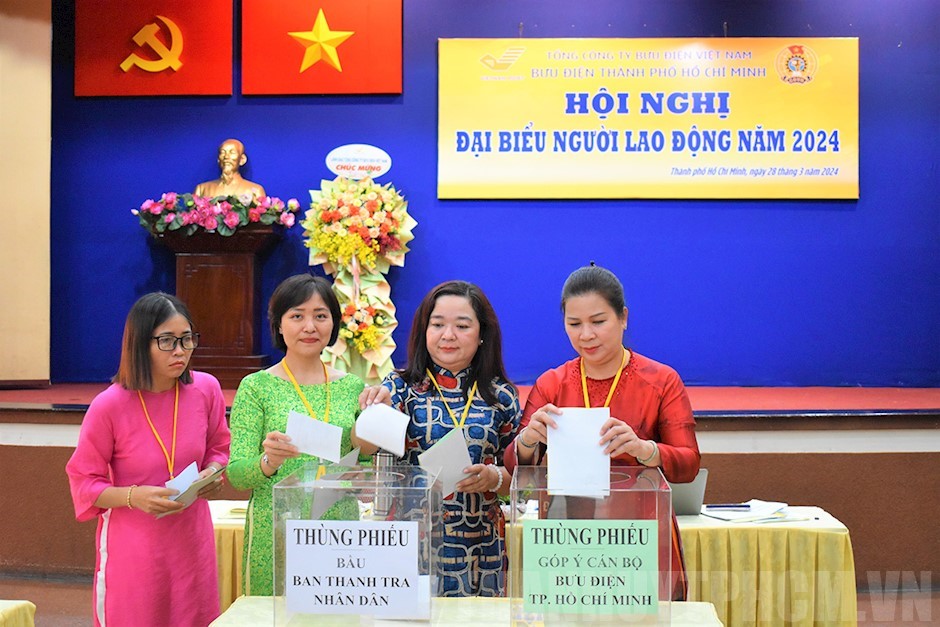 TỔNG CÔNG TY BƯU ĐIỆN VIỆT NAM
BƯU ĐIỆN THÀNH PHỐ HỒ CHÍ MINH
HỘI NGHỊ
ĐẠI BIỂU NGƯỜI LAO ĐỘNG NĂM 2024
Thành phố Hồ Chí Minh, ngày 28 tháng 3 năm 2024
CHÚC MỪNG
THÙNG PHIẾU
BẦU
BAN THANH TRA
NHÂN DÂN
THÙNG PHIẾU
GÓP Ý CÁN BỘ
BƯU ĐIỆN
TP. HỒ CHÍ MINH